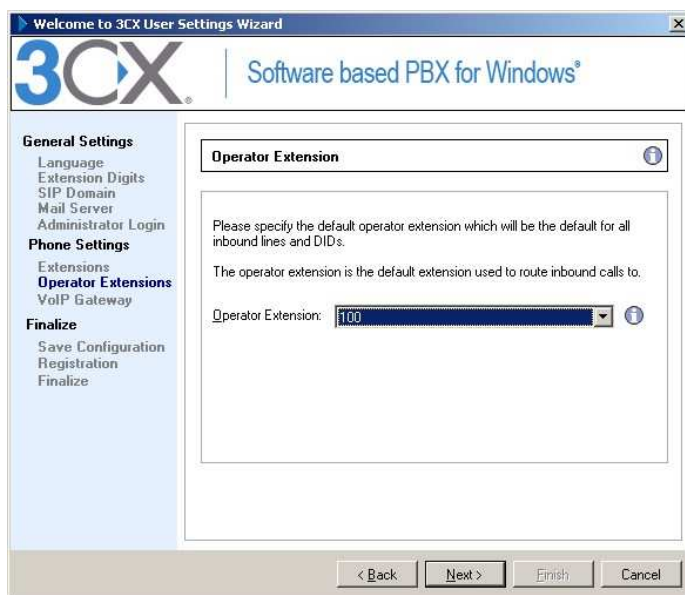 Welcome to 3CX User Settings Wizard
3CX®
Software based PBX for Windows®
General Settings
Language
Extension Digits
SIP Domain
Mail Server
Administrator Login
Phone Settings
Extensions
Operator Extensions
VoIP Gateway
Finalize
Save Configuration
Registration
Finalize
Operator Extension
Please specify the default operator extension which will be the default for all
inbound lines and DIDs.
The operator extension is the default extension used to route inbound calls to.
Operator Extension: 100
< Back Next > Finish Cancel